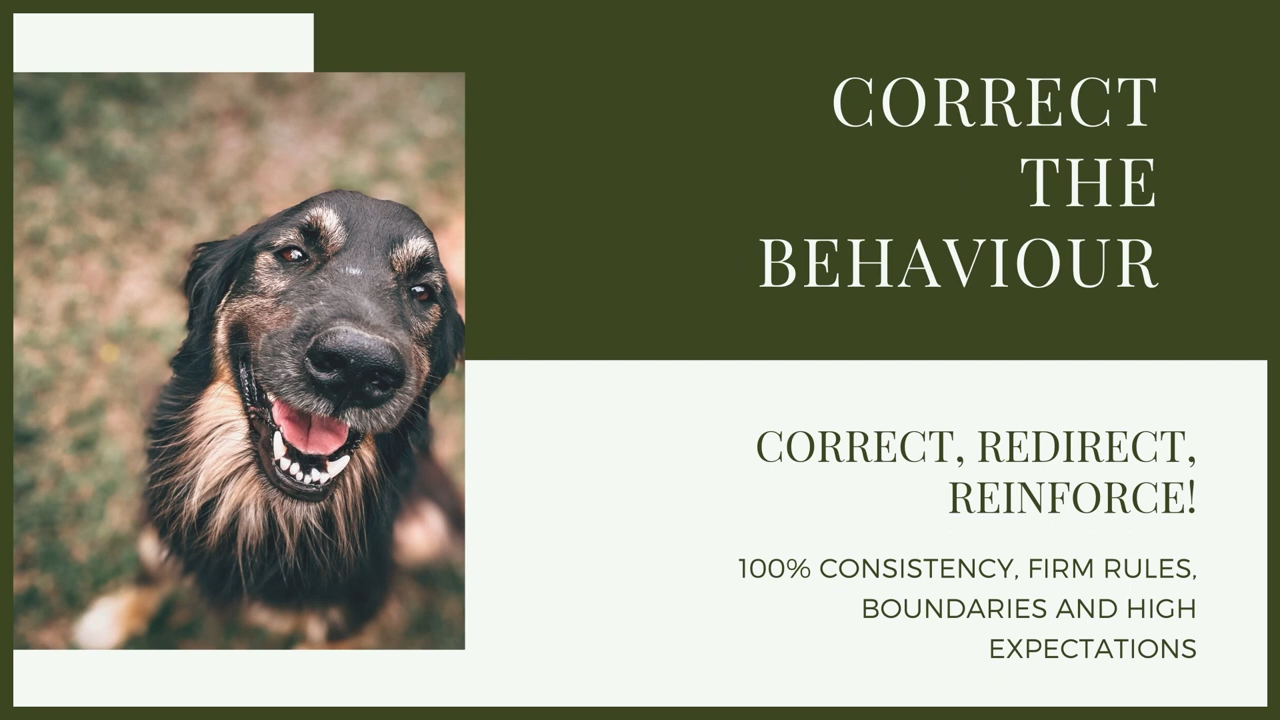 CORRECT
THE
BEHAVIOUR
CORRECT, REDIRECT,
REINFORCE!
100% CONSISTENCY, FIRM RULES,
BOUNDARIES AND HIGH
EXPECTATIONS